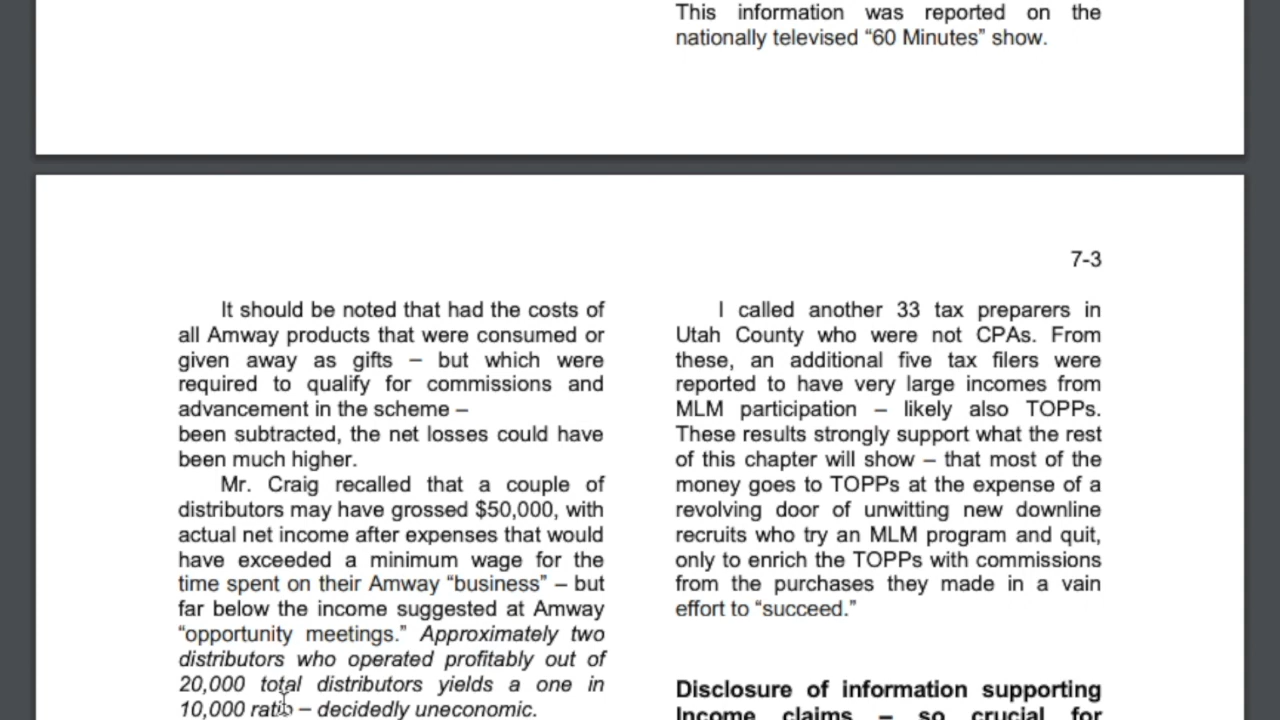 This information was reported on the
nationally televised “60 Minutes” show.
7-3
It should be noted that had the costs of
all Amway products that were consumed or
given away as gifts – but which were
required to qualify for commissions and
advancement in the scheme –
been subtracted, the net losses could have
been much higher.
Mr. Craig recalled that a couple of
distributors may have grossed $50,000, with
actual net income after expenses that would
have exceeded a minimum wage for the
time spent on their Amway “business” – but
far below the income suggested at Amway
“opportunity meetings.” Approximately two
distributors who operated profitably out of
20,000 total distributors yields a one in
10,000 ratio – decidedly uneconomic.
I called another 33 tax preparers in
Utah County who were not CPAs. From
these, an additional five tax filers were
reported to have very large incomes from
MLM participation – likely also TOPPs.
These results strongly support what the rest
of this chapter will show – that most of the
money goes to TOPPs at the expense of a
revolving door of unwitting new downline
recruits who try an MLM program and quit,
only to enrich the TOPPs with commissions
from the purchases they made in a vain
effort to “succeed.”
Disclosure of information supporting
Income claims – so crucial for